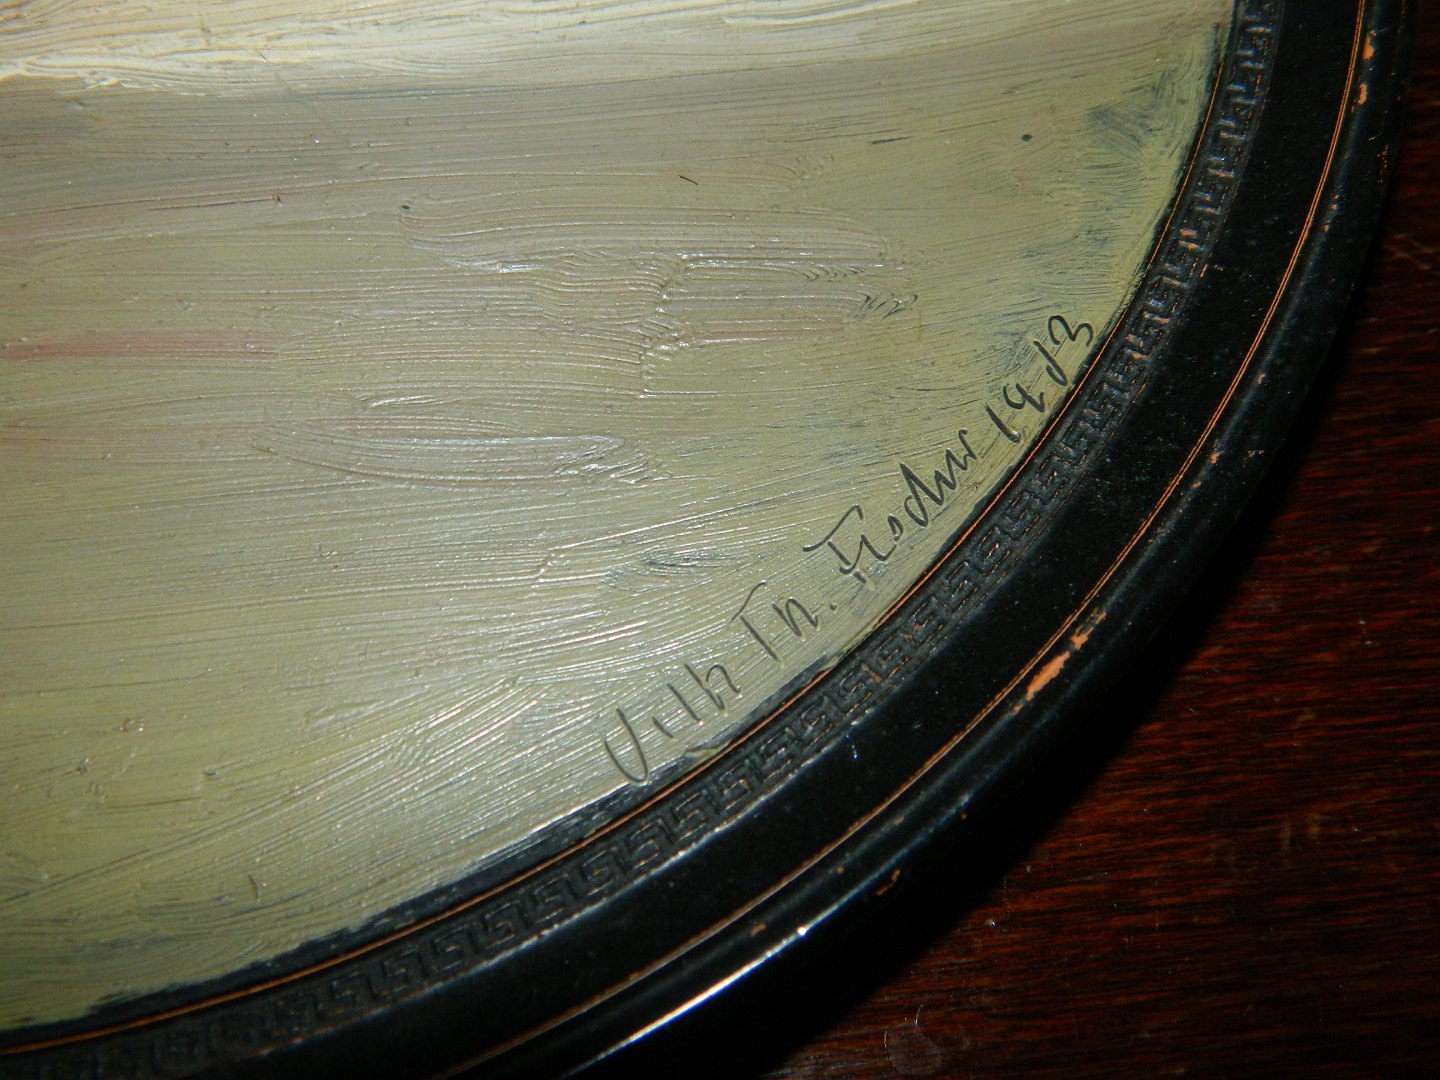 Vilh Th. Fischer 1913